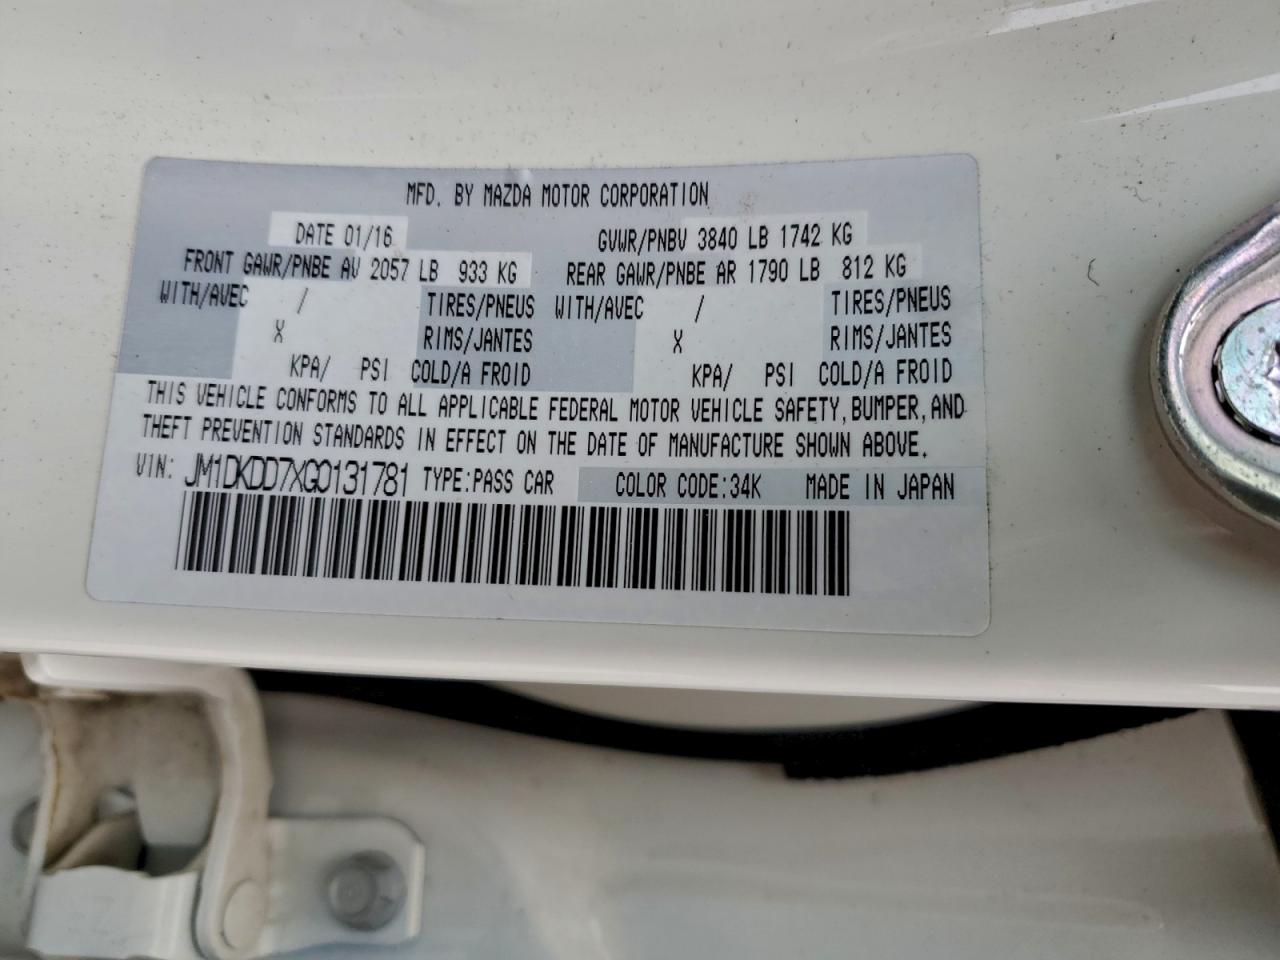 MFD. BY MAZDA MOTOR CORPORATION
DATE 01/16 GVWR/PNBV 3840 LB 1742 KG
FRONT GAWR/PNBE AV 2057 LB 933 KG REAR GAWR/PNBE AR 1790 LB 812 KG
WITH/AVEC / TIRES/PNEUS WITH/AVEC / TIRES/PNEUS
X RIMS/JANTES X RIMS/JANTES
KPA/ PSI COLD/A FROID KPA/ PSI COLD/A FROID
THIS VEHICLE CONFORMS TO ALL APPLICABLE FEDERAL MOTOR VEHICLE SAFETY, BUMPER, AND
THEFT PREVENTION STANDARDS IN EFFECT ON THE DATE OF MANUFACTURE SHOWN ABOVE.
VIN: JM1DKDD7XG0131781 TYPE:PASS CAR COLOR CODE:34K MADE IN JAPAN